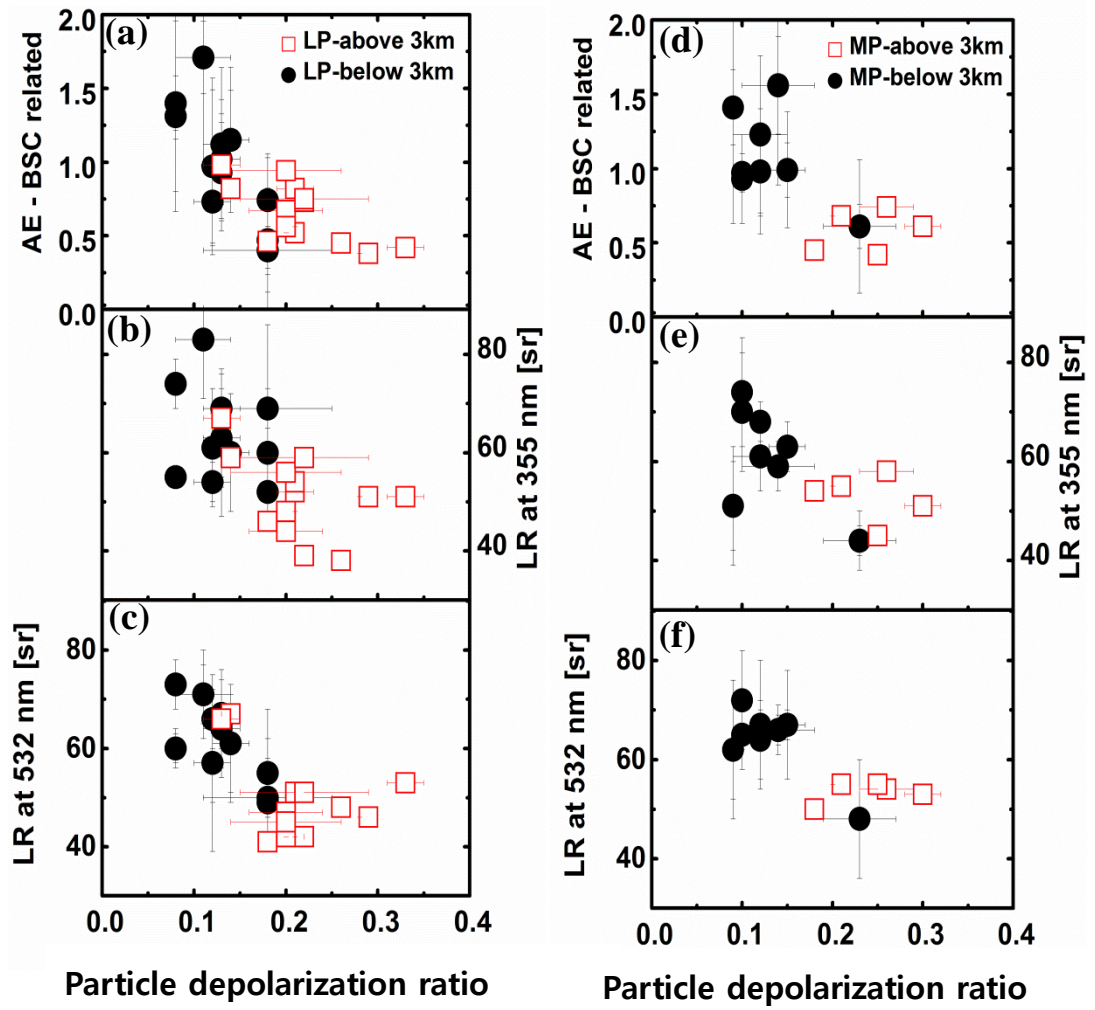 (a)
LP-above 3km
LP-below 3km
AE - BSC related
2.0
1.5
1.0
0.5
0.0
(b)
80
60
40
LR at 355 nm [sr]
(c)
LR at 532 nm [sr]
80
60
40
0.0 0.1 0.2 0.3 0.4
Particle depolarization ratio
(d)
MP-above 3km
MP-below 3km
AE - BSC related
2.0
1.5
1.0
0.5
0.0
(e)
80
60
40
LR at 355 nm [sr]
(f)
LR at 532 nm [sr]
80
60
40
0.0 0.1 0.2 0.3 0.4
Particle depolarization ratio